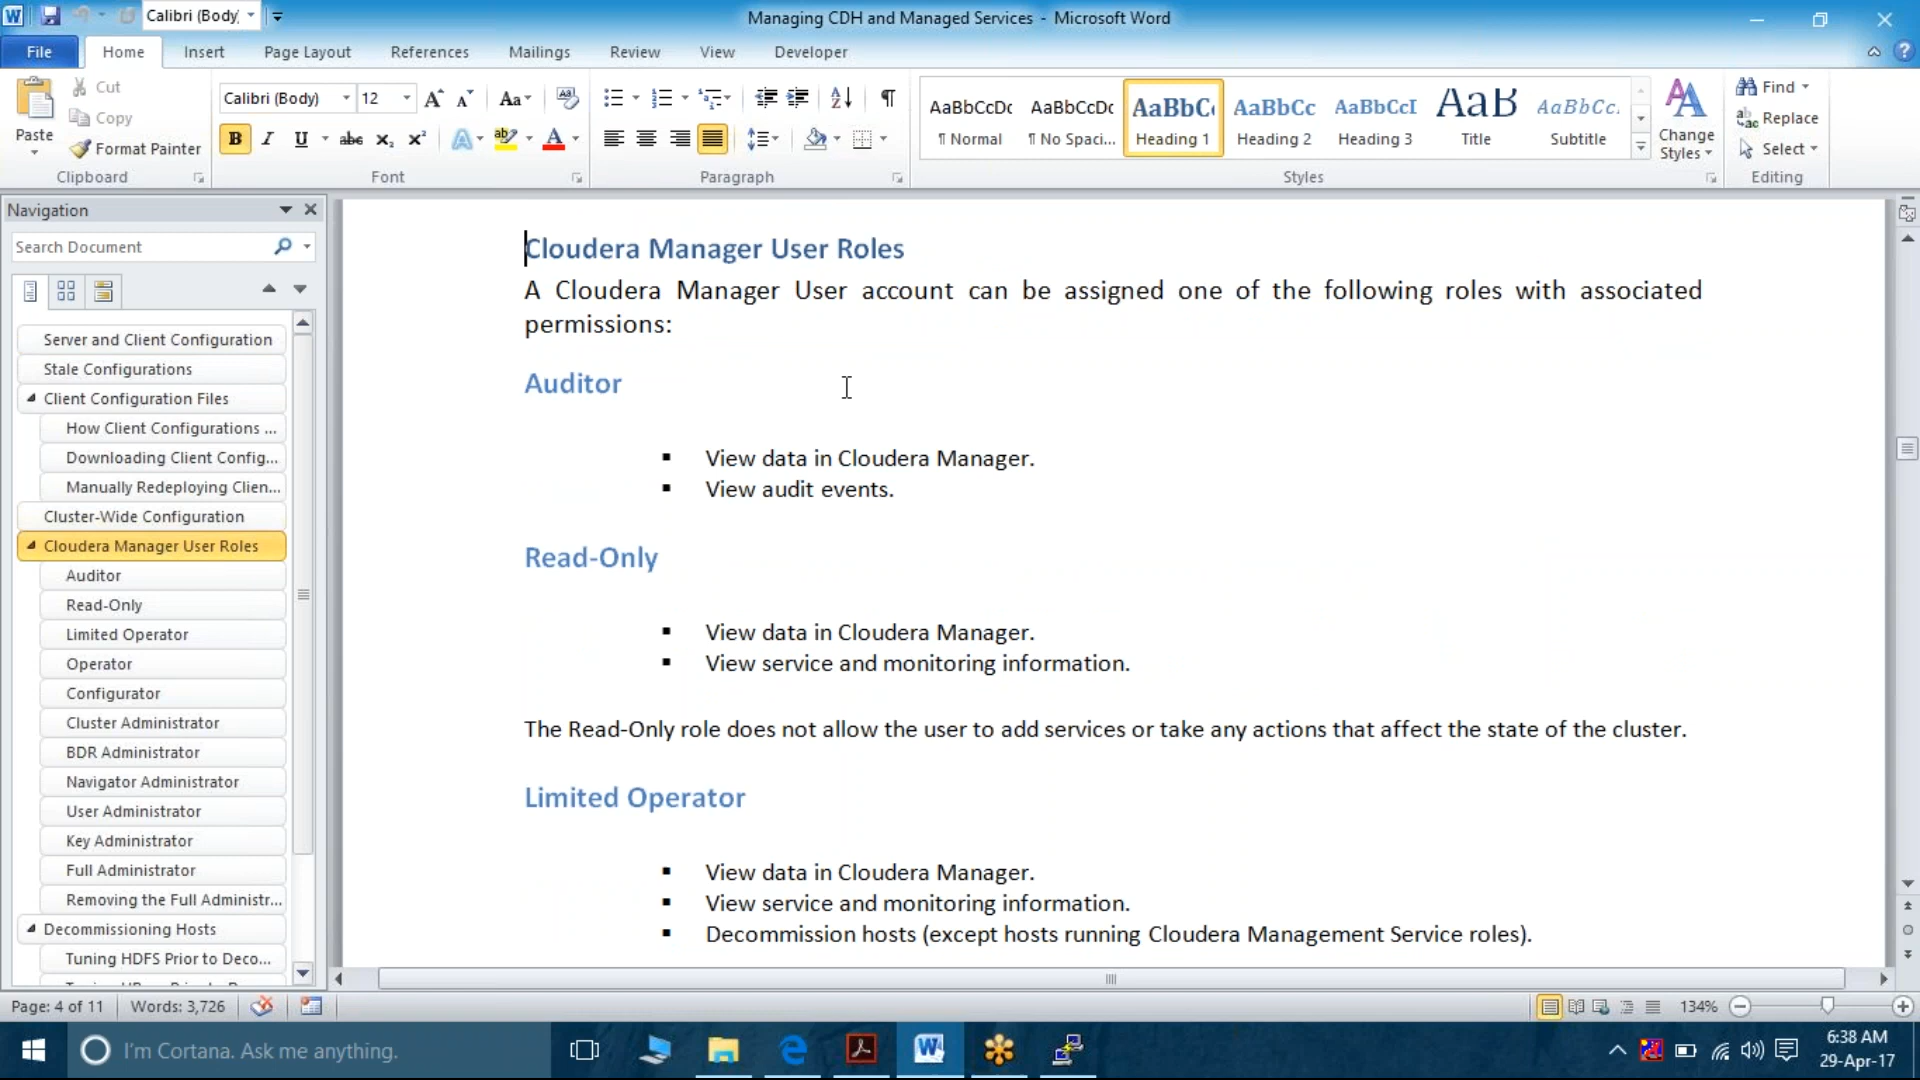 Calibri (Body)
Managing CDH and Managed Services - Microsoft Word
File Home Insert Page Layout References Mailings Review View Developer
Paste
Cut
Copy
Format Painter
Clipboard
Calibri (Body) 12
Font
Paragraph
AaBbCcDc AaBbCcDc AaBbC AaBbCc AaBbCcI AaB AaBbCc.
¶ Normal ¶ No Spaci... Heading 1 Heading 2 Heading 3 Title Subtitle
Styles
Change Styles
Find
Replace
Select
Editing
Navigation
Search Document
Server and Client Configuration
Stale Configurations
Client Configuration Files
How Client Configurations ...
Downloading Client Config...
Manually Redeploying Clien...
Cluster-Wide Configuration
Cloudera Manager User Roles
Auditor
Read-Only
Limited Operator
Operator
Configurator
Cluster Administrator
BDR Administrator
Navigator Administrator
User Administrator
Key Administrator
Full Administrator
Removing the Full Administr...
Decommissioning Hosts
Tuning HDFS Prior to Deco...
Cloudera Manager User Roles
A Cloudera Manager User account can be assigned one of the following roles with associated
permissions:
Auditor
▪ View data in Cloudera Manager.
▪ View audit events.
Read-Only
▪ View data in Cloudera Manager.
▪ View service and monitoring information.
The Read-Only role does not allow the user to add services or take any actions that affect the state of the cluster.
Limited Operator
▪ View data in Cloudera Manager.
▪ View service and monitoring information.
▪ Decommission hosts (except hosts running Cloudera Management Service roles).
Page: 4 of 11 Words: 3,726 134%
I'm Cortana. Ask me anything.
6:38 AM
29-Apr-17